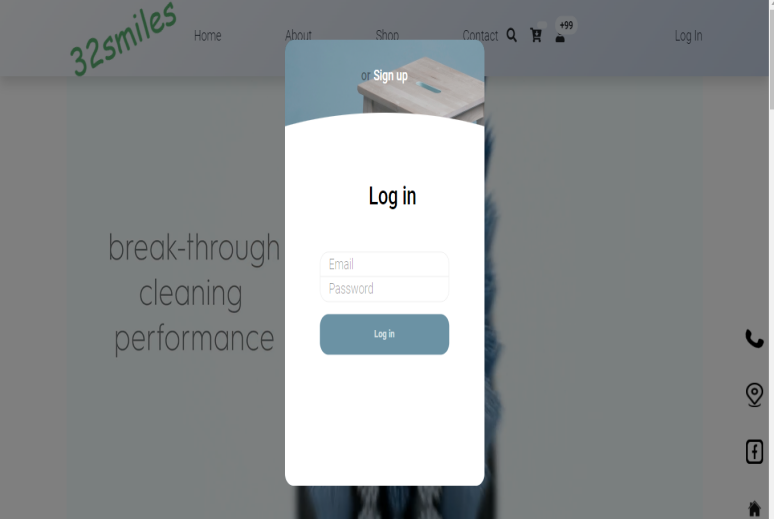 32smiles
Home About Shop Contact +99 Log In
or Sign up
Log in
Email
Password
Log in
break-through
cleaning
performance